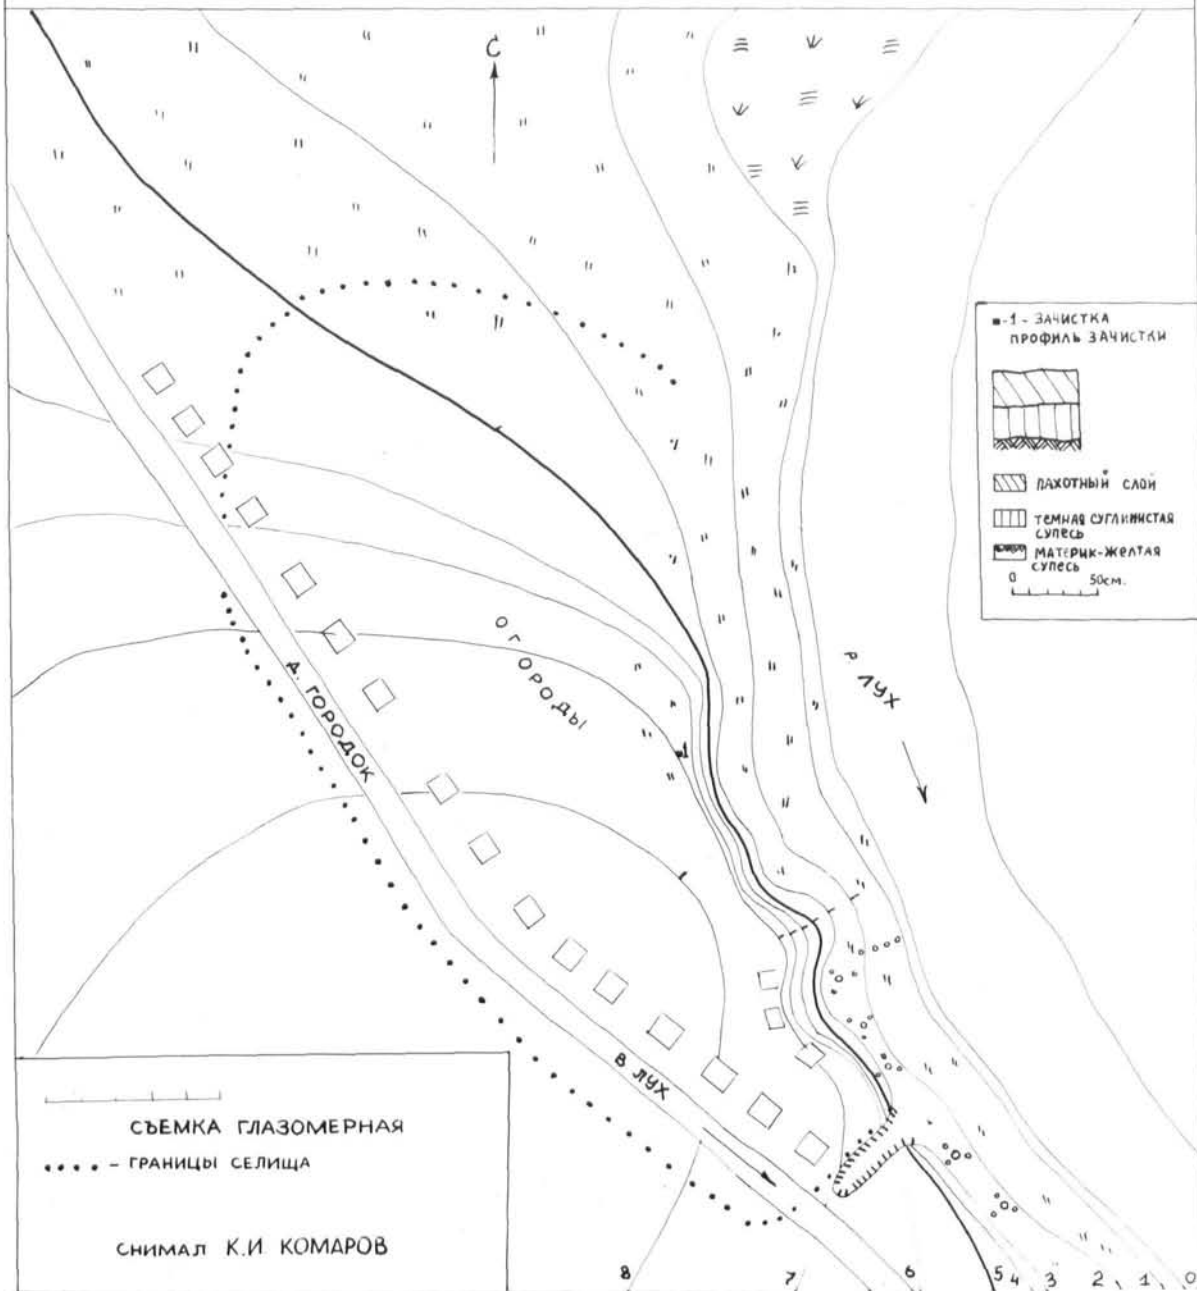 С
■-1- ЗАЧИСТКА
ПРОФИЛЬ ЗАЧИСТКИ
ПАХОТНЫЙ СЛОЙ
ТЕМНАЯ СУГЛИНИСТАЯ
СУПЕСЬ
МАТЕРИК-ЖЕЛТАЯ
СУПЕСЬ
0 50см.
ОГОРОДЫ
Р. ЛУХ
Д. ГОРОДОК
1
В ЛУХ
СЪЕМКА ГЛАЗОМЕРНАЯ
- ГРАНИЦЫ СЕЛИЩА
СНИМАЛ К.И. КОМАРОВ
8 7 6 5 4 3 2 1 0